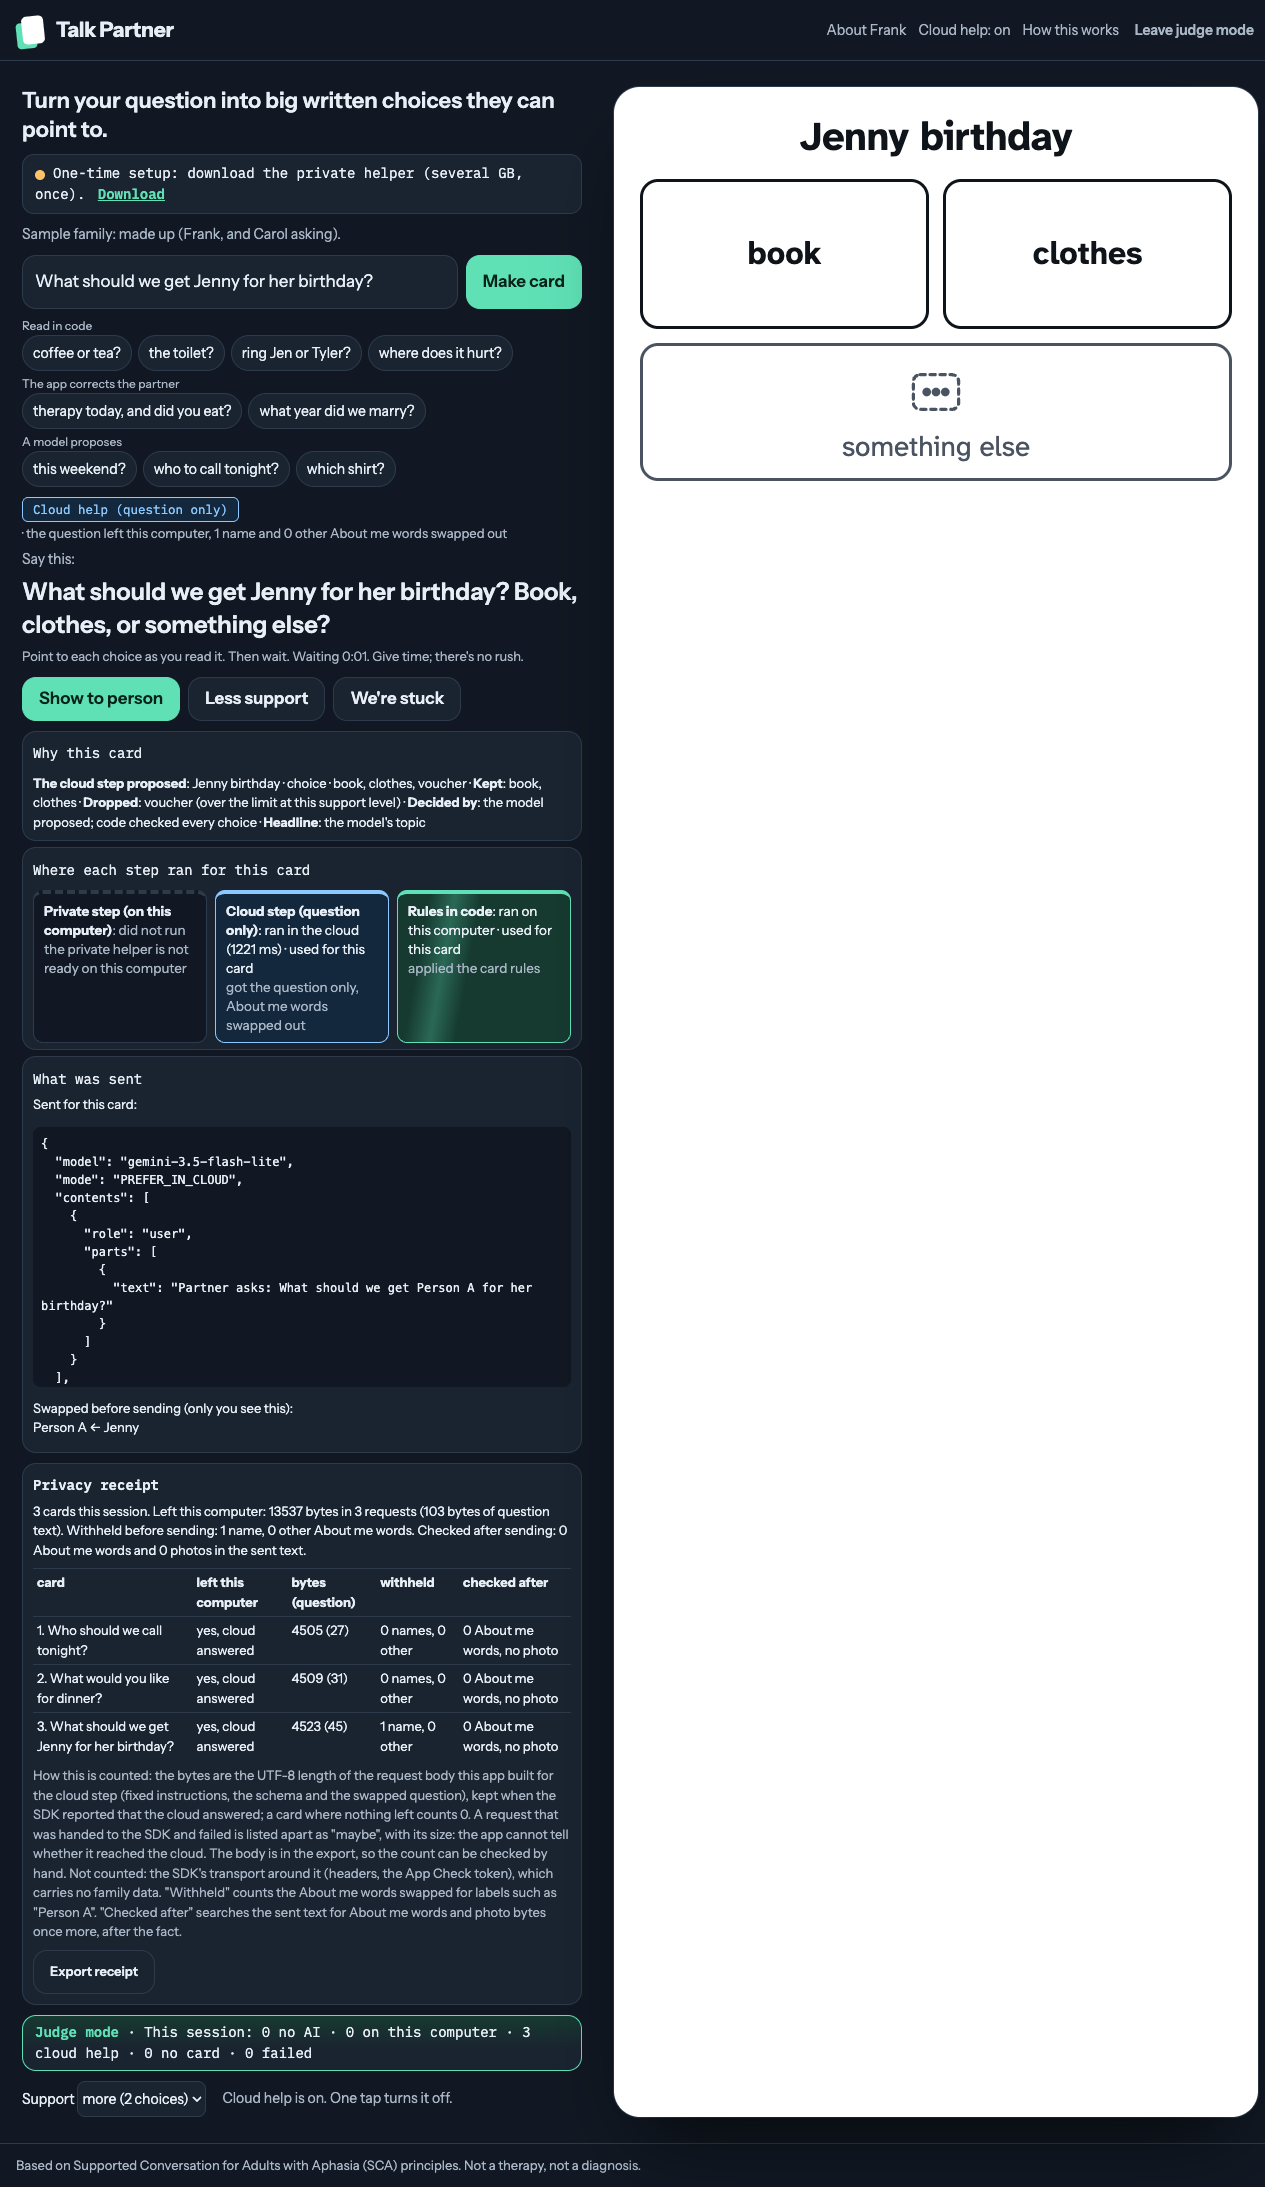 Talk Partner
About Frank Cloud help: on How this works Leave judge mode
Turn your question into big written choices they can
point to.
One-time setup: download the private helper (several GB,
once). Download
Sample family: made up (Frank, and Carol asking).
What should we get Jenny for her birthday?
Make card
Read in code
coffee or tea? the toilet? ring Jen or Tyler? where does it hurt?
The app corrects the partner
therapy today, and did you eat? what year did we marry?
A model proposes
this weekend? who to call tonight? which shirt?
Cloud help (question only)
· the question left this computer, 1 name and 0 other About me words swapped out
Say this:
What should we get Jenny for her birthday? Book,
clothes, or something else?
Point to each choice as you read it. Then wait. Waiting 0:01. Give time; there's no rush.
Show to person Less support We're stuck
Why this card
The cloud step proposed: Jenny birthday · choice · book, clothes, voucher · Kept: book,
clothes · Dropped: voucher (over the limit at this support level) · Decided by: the model
proposed; code checked every choice · Headline: the model's topic
Where each step ran for this card
Private step (on this
computer): did not run
the private helper is not
ready on this computer
Cloud step (question
only): ran in the cloud
(1221 ms) · used for this
card
got the question only,
About me words
swapped out
Rules in code: ran on
this computer · used for
this card
applied the card rules
What was sent
Sent for this card:
{
"model": "gemini-3.5-flash-lite",
"mode": "PREFER_IN_CLOUD",
"contents": [
{
"role": "user",
"parts": [
{
"text": "Partner asks: What should we get Person A for her
birthday?"
}
]
}
],
Swapped before sending (only you see this):
Person A ← Jenny
Privacy receipt
3 cards this session. Left this computer: 13537 bytes in 3 requests (103 bytes of question
text). Withheld before sending: 1 name, 0 other About me words. Checked after sending: 0
About me words and 0 photos in the sent text.
card left this computer bytes (question) withheld checked after
1. Who should we call tonight? yes, cloud answered 4505 (27) 0 names, 0 other 0 About me words, no photo
2. What would you like for dinner? yes, cloud answered 4509 (31) 0 names, 0 other 0 About me words, no photo
3. What should we get Jenny for her birthday? yes, cloud answered 4523 (45) 1 name, 0 other 0 About me words, no photo
How this is counted: the bytes are the UTF-8 length of the request body this app built for
the cloud step (fixed instructions, the schema and the swapped question), kept when the
SDK reported that the cloud answered; a card where nothing left counts 0. A request that
was handed to the SDK and failed is listed apart as "maybe", with its size: the app cannot tell
whether it reached the cloud. The body is in the export, so the count can be checked by
hand. Not counted: the SDK's transport around it (headers, the App Check token), which
carries no family data. "Withheld" counts the About me words swapped for labels such as
"Person A". "Checked after" searches the sent text for About me words and photo bytes
once more, after the fact.
Export receipt
Judge mode · This session: 0 no AI · 0 on this computer · 3
cloud help · 0 no card · 0 failed
Support more (2 choices) Cloud help is on. One tap turns it off.
Jenny birthday
book
clothes
something else
Based on Supported Conversation for Adults with Aphasia (SCA) principles. Not a therapy, not a diagnosis.